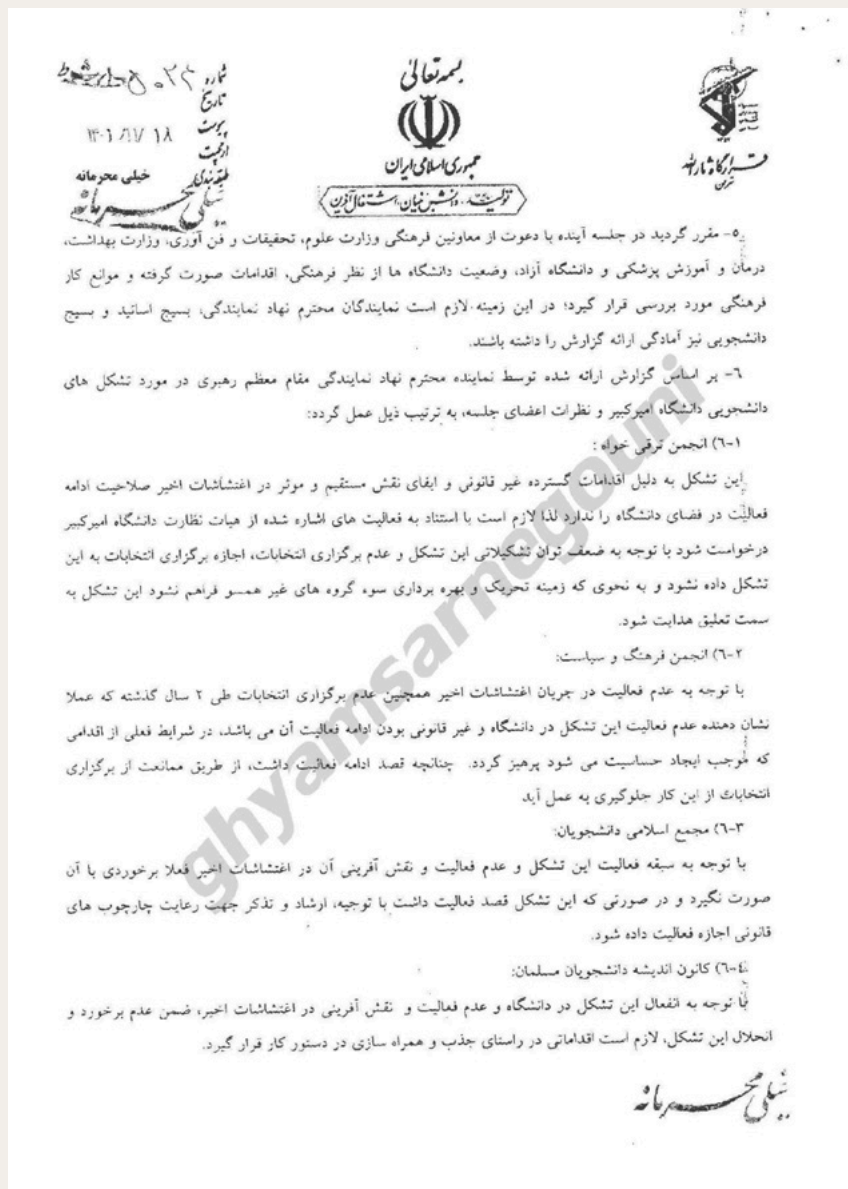 بسمه تعالی
جمهوری اسلامی ایران
تولید، دانش بنیان، اشتغال آفرین
قرارگاه ثارالله
تهران
شماره
تاریخ
۱۴۰۱/۱۱/۱۸
پیوست
ارجحیت
طبقه بندی خیلی محرمانه
خیلی محرمانه
۵- مقرر گردید در جلسه آینده با دعوت از معاونین فرهنگی وزارت علوم، تحقیقات و فن آوری، وزارت بهداشت،
درمان و آموزش پزشکی و دانشگاه آزاد، وضعیت دانشگاه ها از نظر فرهنگی، اقدامات صورت گرفته و موانع کار
فرهنگی مورد بررسی قرار گیرد؛ در این زمینه لازم است نمایندگان محترم نهاد نمایندگی، بسیج اساتید و بسیج
دانشجویی نیز آمادگی ارائه گزارش را داشته باشند.
۶- بر اساس گزارش ارائه شده توسط نماینده محترم نهاد نمایندگی مقام معظم رهبری در مورد تشکل های
دانشجویی دانشگاه امیرکبیر و نظرات اعضای جلسه، به ترتیب ذیل عمل گردد:
۶-۱) انجمن ترقی خواه :
این تشکل به دلیل اقدامات گسترده غیر قانونی و ایفای نقش مستقیم و موثر در اغتشاشات اخیر صلاحیت ادامه
فعالیت در فضای دانشگاه را ندارد لذا لازم است با استناد به فعالیت های اشاره شده از هیات نظارت دانشگاه امیرکبیر
درخواست شود با توجه به ضعف توان تشکیلاتی این تشکل و عدم برگزاری انتخابات، اجازه برگزاری انتخابات به این
تشکل داده نشود و به نحوی که زمینه تحریک و بهره برداری سوء گروه های غیر همسو فراهم نشود این تشکل به
سمت تعلیق هدایت شود.
۶-۲) انجمن فرهنگ و سیاست:
با توجه به عدم فعالیت در جریان اغتشاشات اخیر همچنین عدم برگزاری انتخابات طی ۲ سال گذشته که عملا
نشان دهنده عدم فعالیت این تشکل در دانشگاه و غیر قانونی بودن ادامه فعالیت آن می باشد، در شرایط فعلی از اقدامی
که موجب ایجاد حساسیت می شود پرهیز گردد. چنانچه قصد ادامه فعالیت داشت، از طریق ممانعت از برگزاری
انتخابات از این کار جلوگیری به عمل آید
۶-۳) مجمع اسلامی دانشجویان:
با توجه به سبقه فعالیت این تشکل و عدم فعالیت و نقش آفرینی آن در اغتشاشات اخیر فعلا برخوردی با آن
صورت نگیرد و در صورتی که این تشکل قصد فعالیت داشت با توجیه، ارشاد و تذکر جهت رعایت چارچوب های
قانونی اجازه فعالیت داده شود.
۶-۴) کانون اندیشه دانشجویان مسلمان:
با توجه به انفعال این تشکل در دانشگاه و عدم فعالیت و نقش آفرینی در اغتشاشات اخیر، ضمن عدم برخورد و
انحلال این تشکل، لازم است اقداماتی در راستای جذب و همراه سازی در دستور کار قرار گیرد.
خیلی محرمانه
ghyamsarnegouni